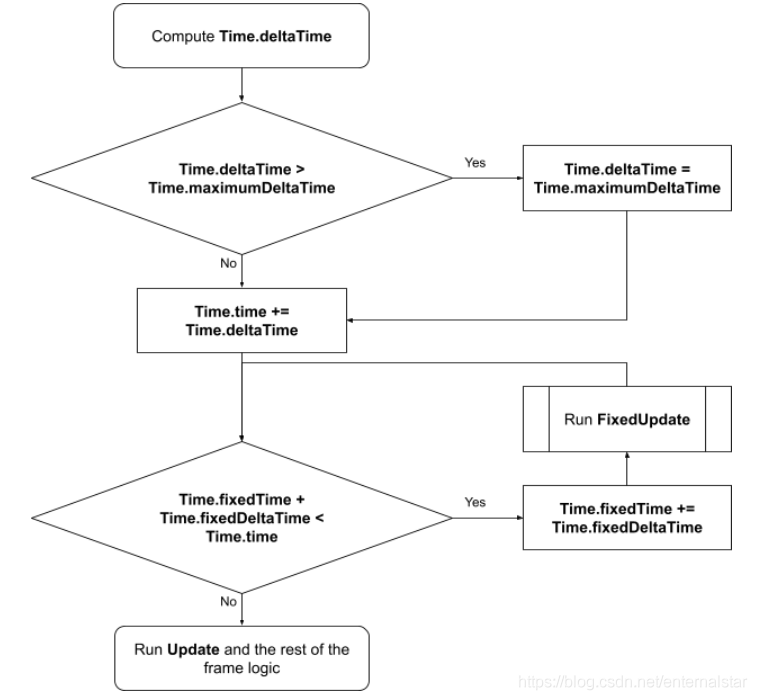 Compute Time.deltaTime
Time.deltaTime >
Time.maximumDeltaTime
Yes
Time.deltaTime =
Time.maximumDeltaTime
No
Time.time +=
Time.deltaTime
Run FixedUpdate
Time.fixedTime +
Time.fixedDeltaTime <
Time.time
Yes
Time.fixedTime +=
Time.fixedDeltaTime
No
Run Update and the rest of the
frame logic
https://blog.csdn.net/enternalstar